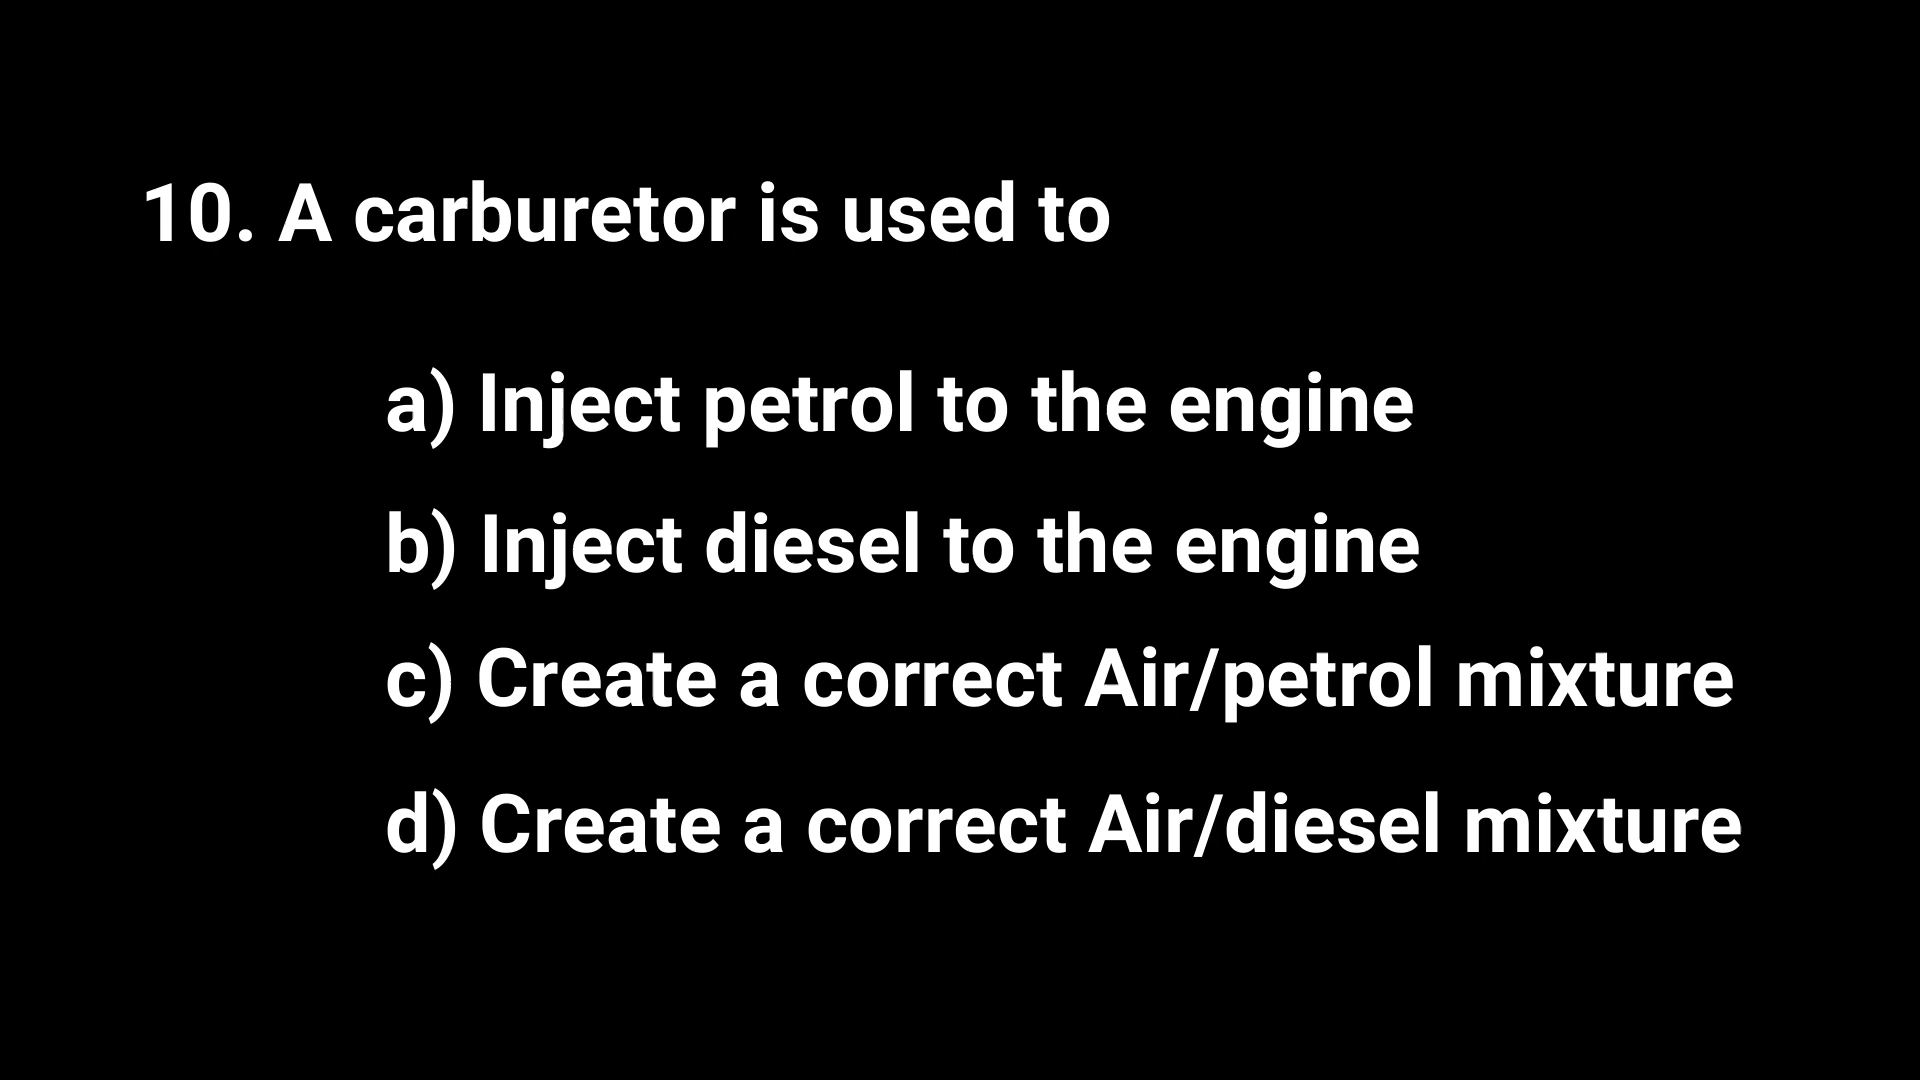 10. A carburetor is used to
a) Inject petrol to the engine
b) Inject diesel to the engine
c) Create a correct Air/petrol mixture
d) Create a correct Air/diesel mixture